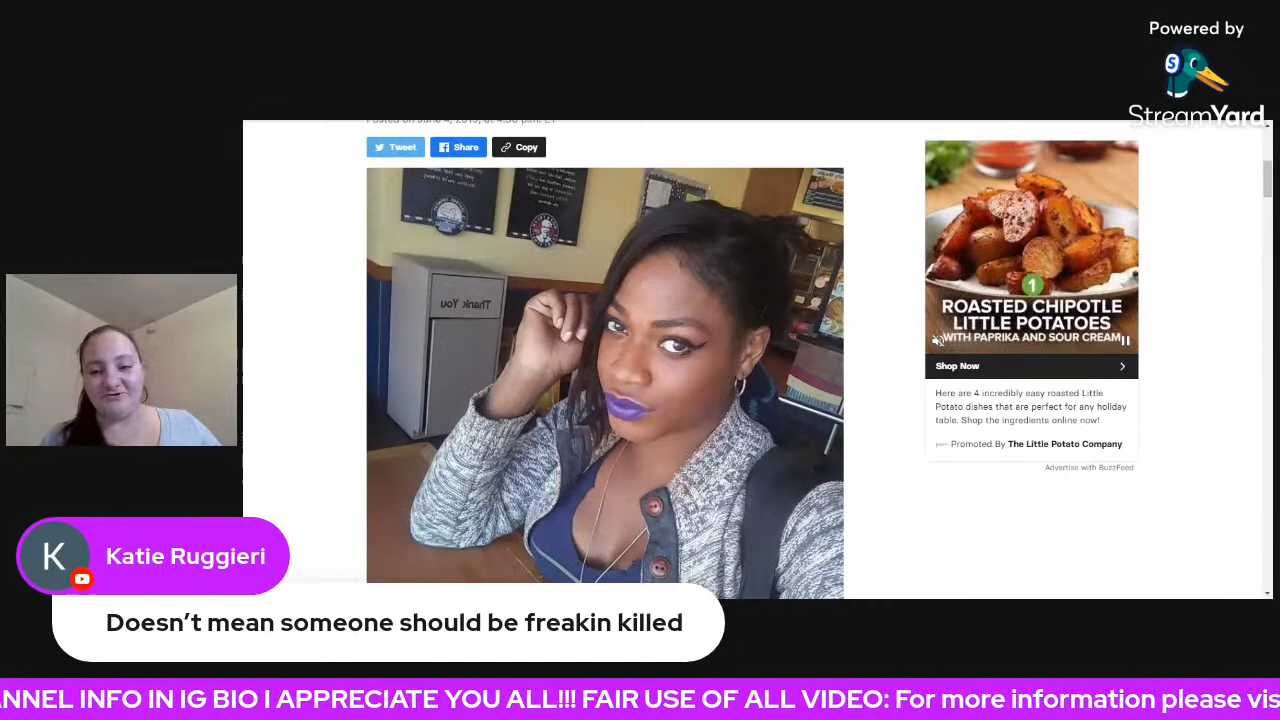 Powered by
S
StreamYard
Tweet
Share
Copy
Thank You
1
ROASTED CHIPOTLE
LITTLE POTATOES
WITH PAPRIKA AND SOUR CREAM
Shop Now
Here are 4 incredibly easy roasted Little
Potato dishes that are perfect for any holiday
table. Shop the ingredients online now!
Promoted By The Little Potato Company
Advertise with BuzzFeed
K
Katie Ruggieri
Doesn’t mean someone should be freakin killed
ANNEL INFO IN IG BIO I APPRECIATE YOU ALL!!! FAIR USE OF ALL VIDEO: For more information please vis